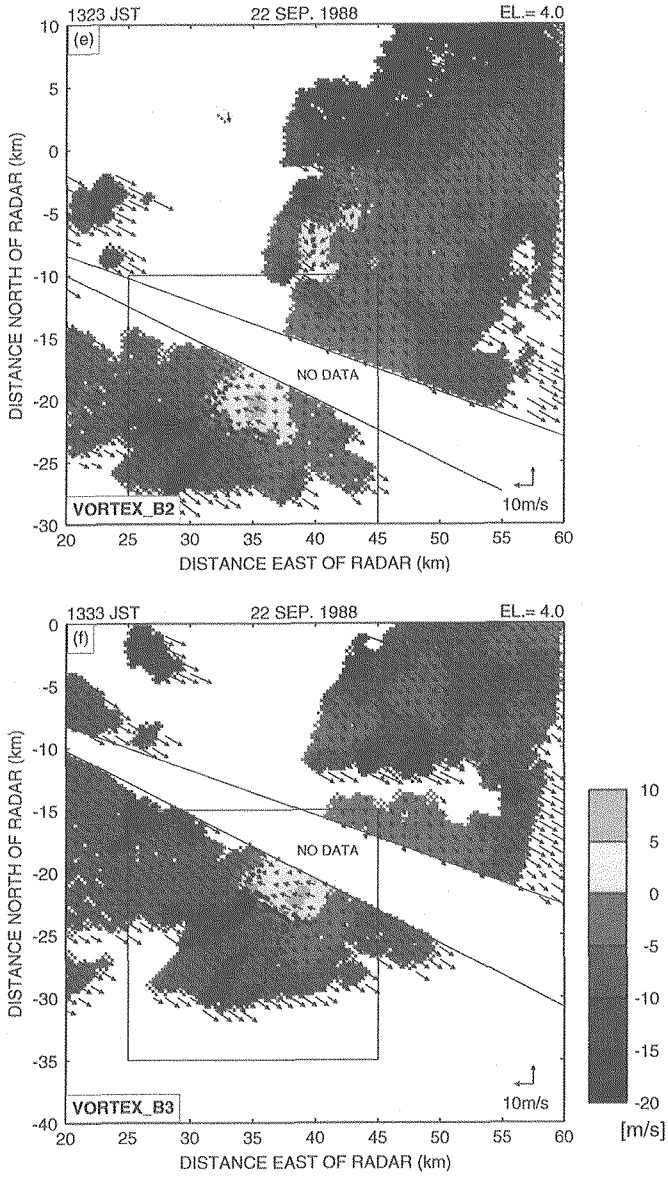 1323 JST 22 SEP. 1988 EL.= 4.0
(e)
10
5
0
-5
-10
-15
-20
-25
-30
DISTANCE NORTH OF RADAR (km)
NO DATA
VORTEX_B2
10m/s
20 25 30 35 40 45 50 55 60
DISTANCE EAST OF RADAR (km)
1333 JST 22 SEP. 1988 EL.= 4.0
(f)
0
-5
-10
-15
-20
-25
-30
-35
-40
DISTANCE NORTH OF RADAR (km)
NO DATA
VORTEX_B3
10m/s
20 25 30 35 40 45 50 55 60
DISTANCE EAST OF RADAR (km)
10
5
0
-5
-10
-15
-20
[m/s]